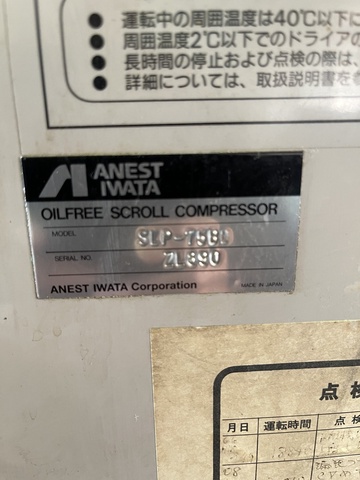 ● 運転中の周囲温度は40℃以下に
● 周囲温度2℃以下でのドライアの
● 長時間の停止および点検の際は、
● 詳細については、取扱説明書を
ANEST
IWATA
OILFREE SCROLL COMPRESSOR
MODEL
SERIAL NO. ZL890
ANEST IWATA Corporation MADE IN JAPAN
点検
月日 運転時間 点検